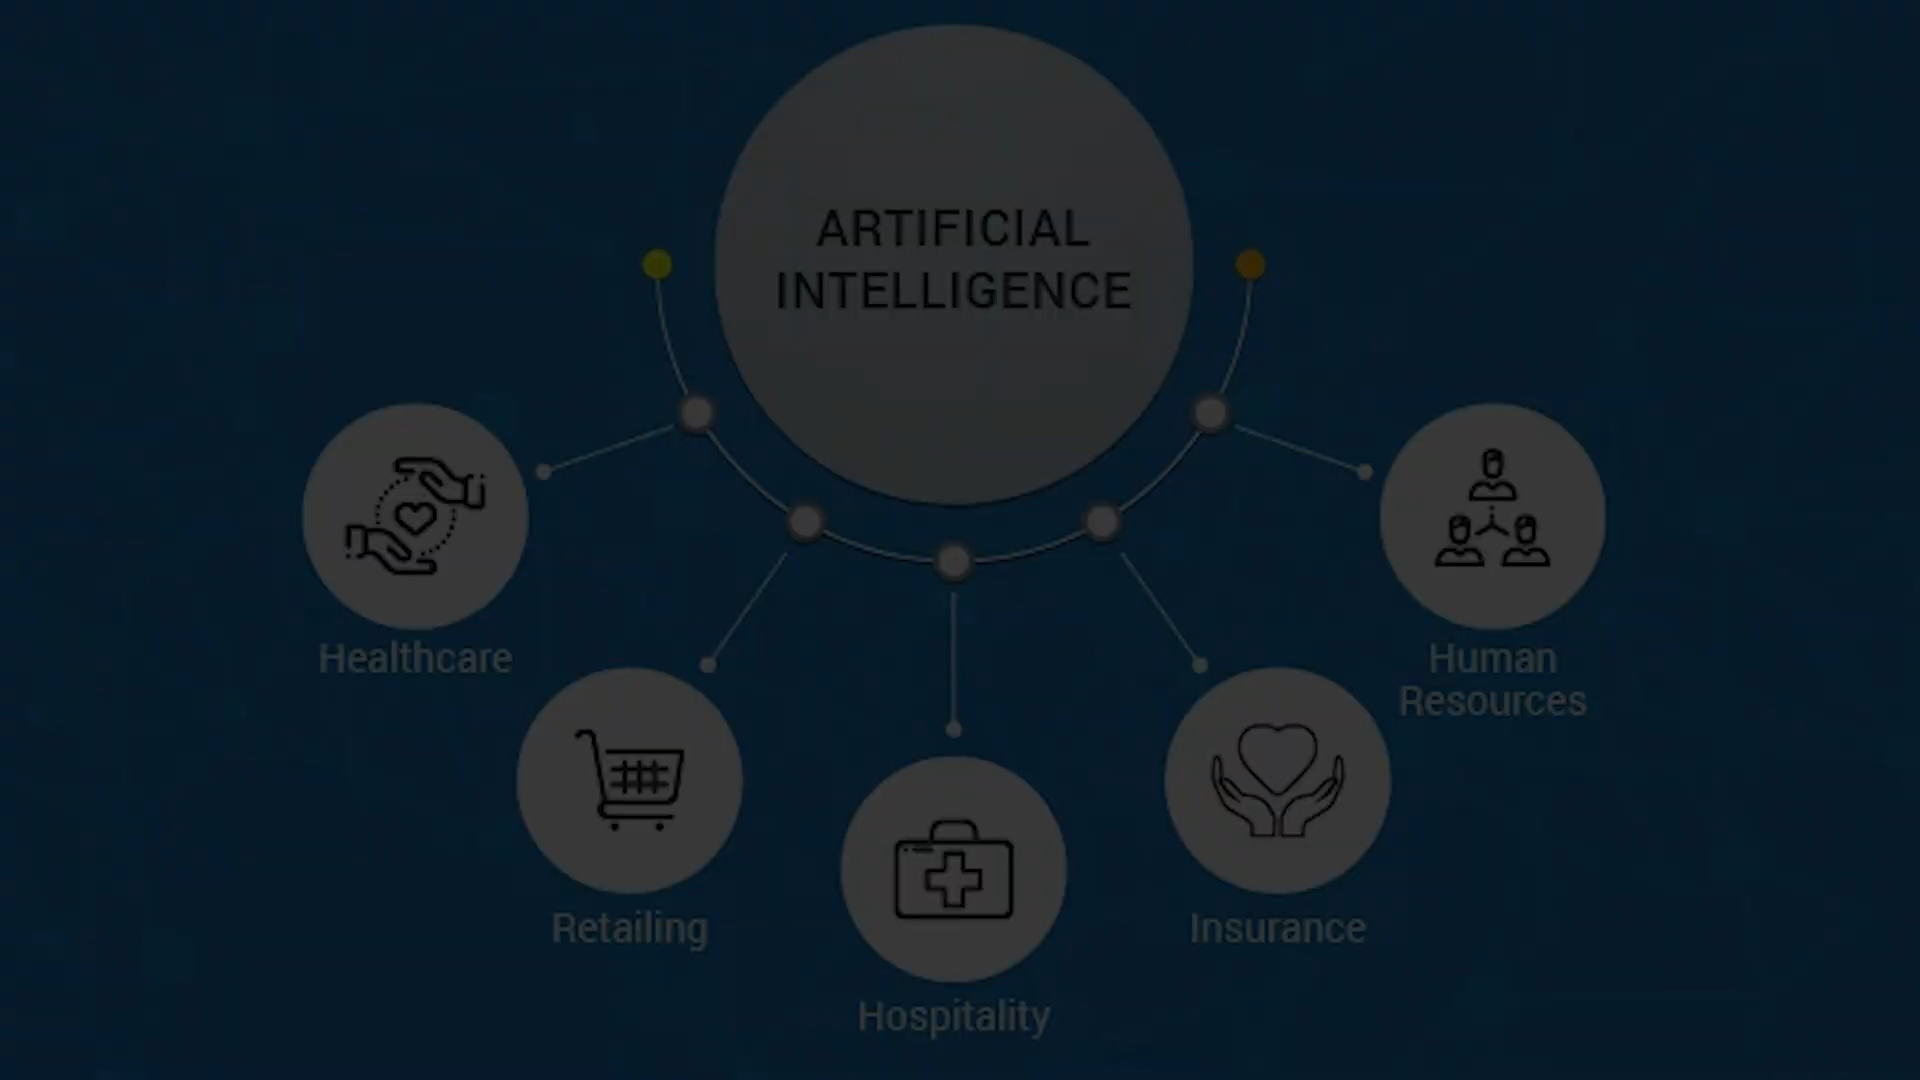 ARTIFICIAL
INTELLIGENCE
Healthcare
Human
Resources
Retailing
Insurance
Hospitality